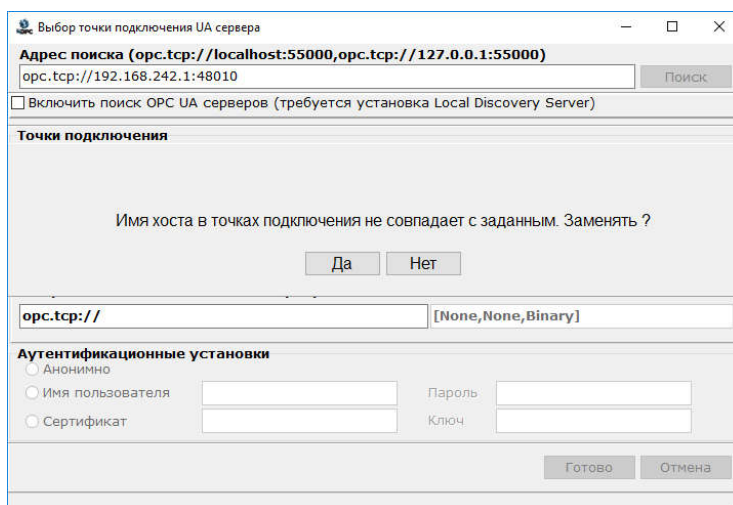 Выбор точки подключения UA сервера
Адрес поиска (opc.tcp://localhost:55000,opc.tcp://127.0.0.1:55000)
opc.tcp://192.168.242.1:48010 Поиск
Включить поиск OPC UA серверов (требуется установка Local Discovery Server)
Точки подключения
Имя хоста в точках подключения не совпадает с заданным. Заменять ?
Да Нет
opc.tcp:// [None,None,Binary]
Аутентификационные установки
Анонимно
Имя пользователя Пароль
Сертификат Ключ
Готово Отмена